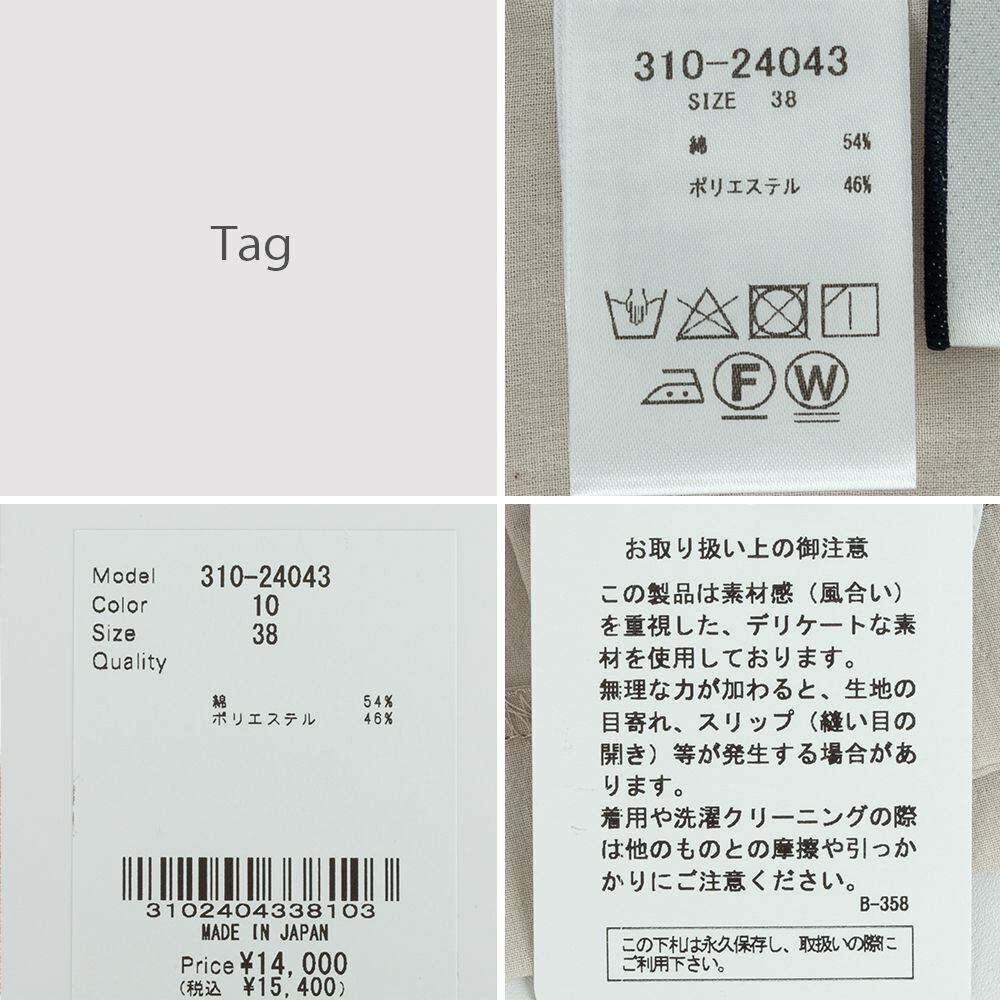 Tag
310-24043
SIZE 38
綿 54%
ポリエステル 46%
F W
Model 310-24043
Color 10
Size 38
Quality
綿 54%
ポリエステル 46%
3102404338103
MADE IN JAPAN
Price ¥14,000
(税込 ¥15,400)
お取り扱い上の御注意
この製品は素材感（風合い）
を重視した、デリケートな素
材を使用しております。
無理な力が加わると、生地の
目寄れ、スリップ（縫い目の
開き）等が発生する場合があ
ります。
着用や洗濯クリーニングの際
は他のものとの摩擦や引っか
かりにご注意ください。
B-358
この下札は永久保存し、取扱いの際に
ご利用下さい。